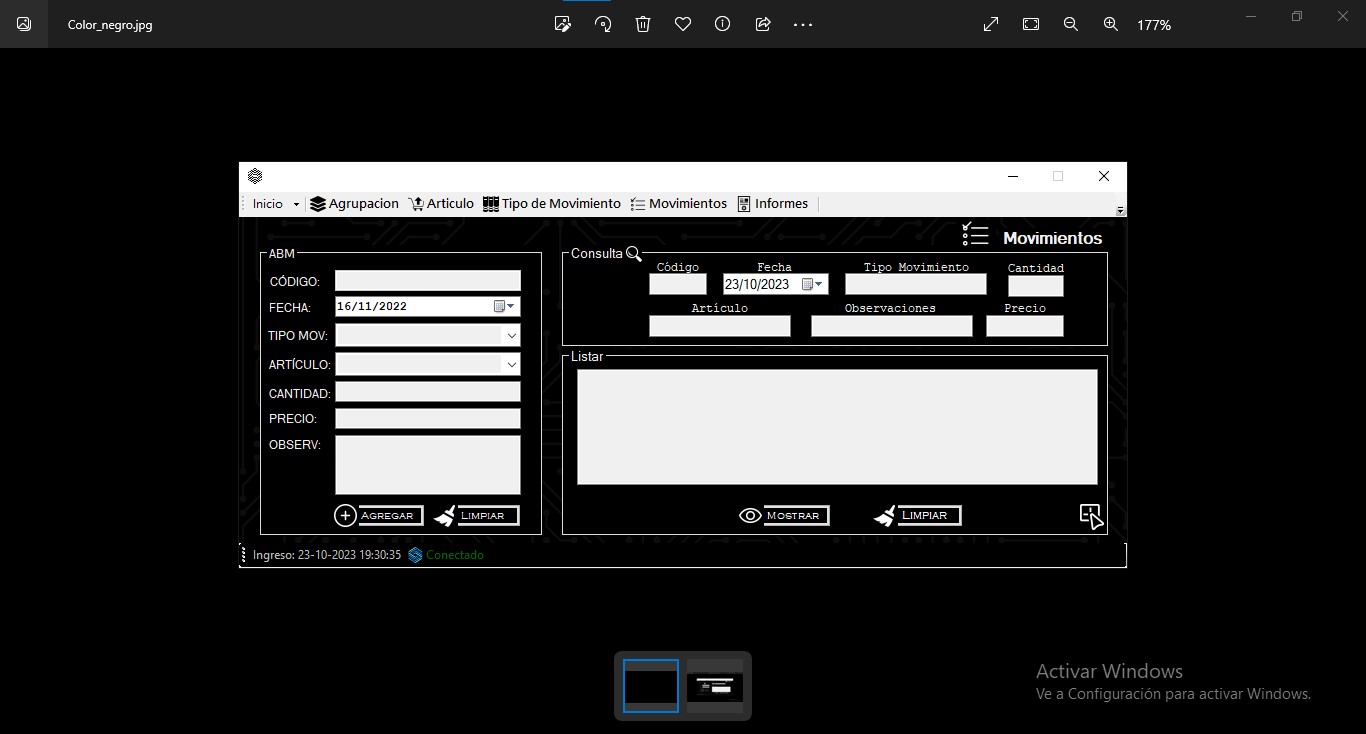 Color_negro.jpg
177%
Inicio Agrupacion Articulo Tipo de Movimiento Movimientos Informes
Movimientos
ABM
CÓDIGO:
FECHA: 16/11/2022
TIPO MOV:
ARTÍCULO:
CANTIDAD:
PRECIO:
OBSERV:
AGREGAR LIMPIAR
Consulta
Código Fecha Tipo Movimiento Cantidad
23/10/2023
Artículo Observaciones Precio
Listar
MOSTRAR LIMPIAR
Ingreso: 23-10-2023 19:30:35 Conectado
Activar Windows
Ve a Configuración para activar Windows.